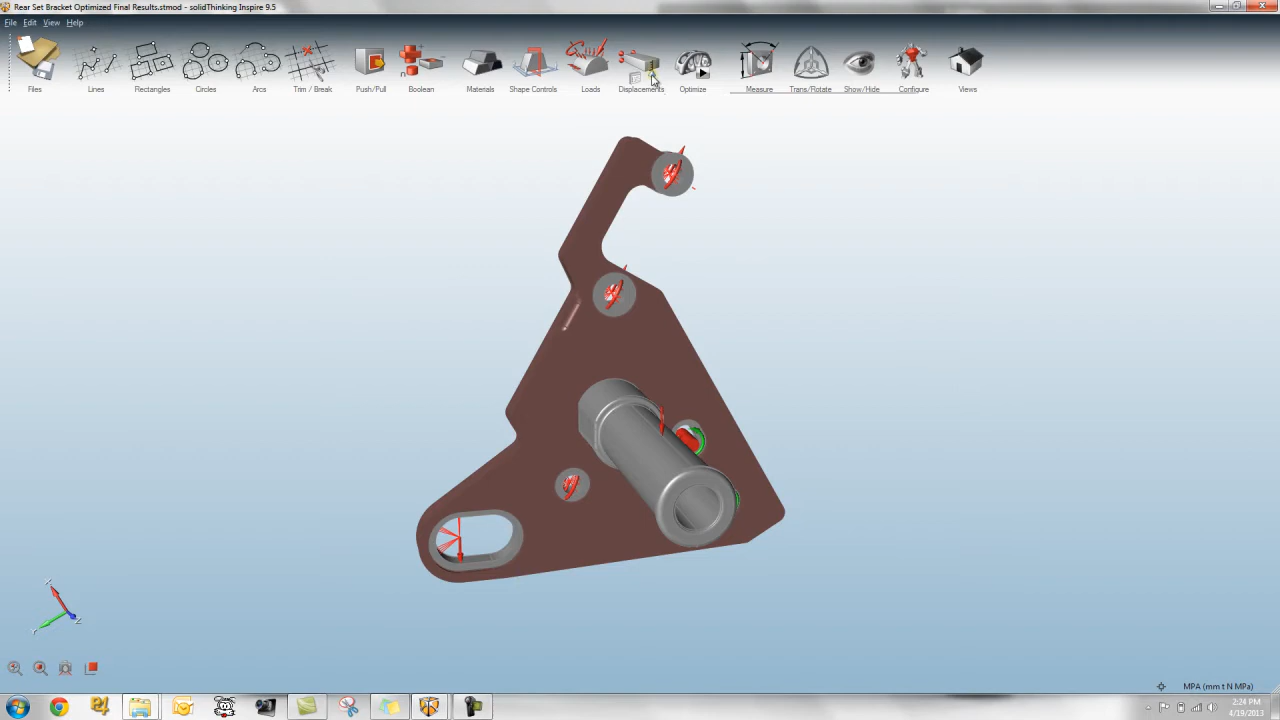 Rear Set Bracket Optimized Final Results.stmod - solidThinking Inspire 9.5
File Edit View Help
Files Lines Rectangles Circles Arcs Trim / Break Push/Pull Boolean Materials Shape Controls Loads Displacements Optimize Measure Trans/Rotate Show/Hide Configure Views
X
Y Z
MPA (mm t N MPa)
2:24 PM
4/19/2013